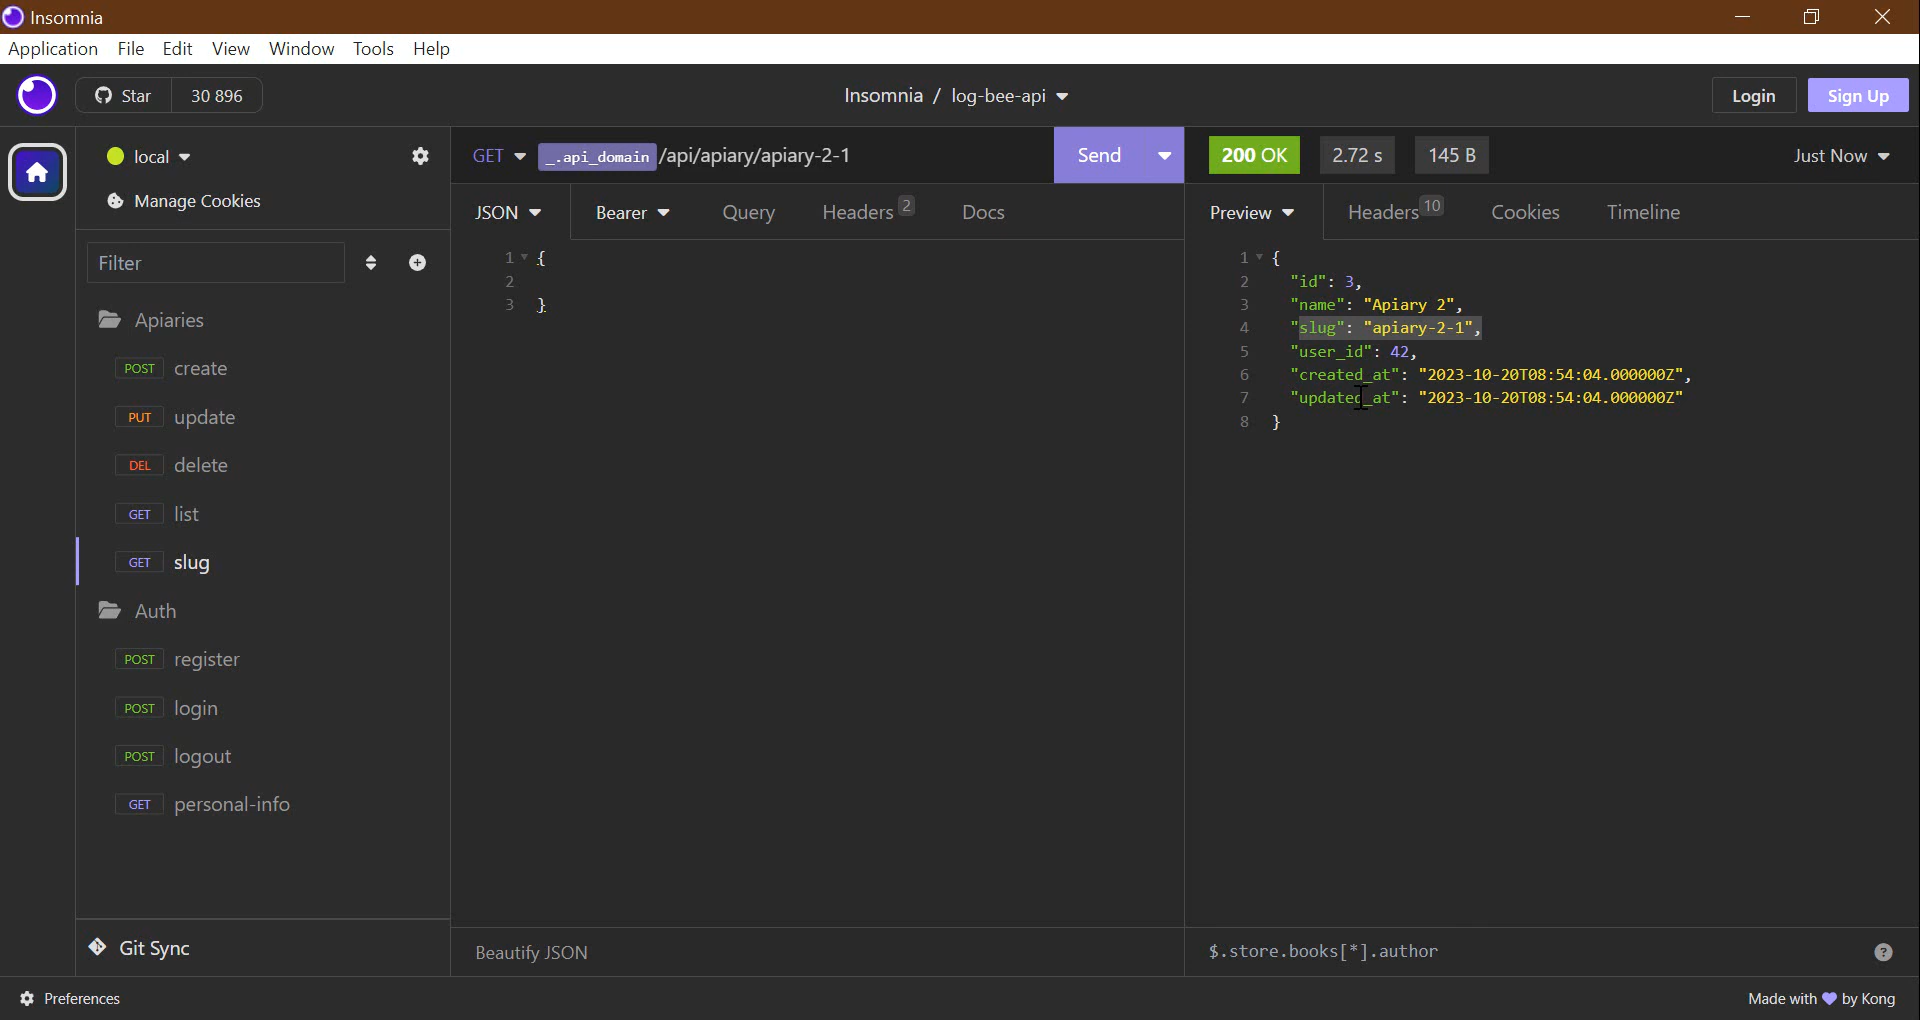 Insomnia
Application File Edit View Window Tools Help
Star 30 896
Insomnia / log-bee-api
Login Sign Up
local
Manage Cookies
Filter
Apiaries
POST create
PUT update
DEL delete
GET list
GET slug
Auth
POST register
POST login
POST logout
GET personal-info
Git Sync
GET _.api_domain /api/apiary/apiary-2-1 Send
JSON Bearer Query Headers 2 Docs
1 {
2
3 }
Beautify JSON
200 OK 2.72 s 145 B Just Now
Preview Headers 10 Cookies Timeline
1 {
2 "id": 3,
3 "name": "Apiary 2",
4 "slug": "apiary-2-1",
5 "user_id": 42,
6 "created_at": "2023-10-20T08:54:04.000000Z",
7 "updated_at": "2023-10-20T08:54:04.000000Z"
8 }
$.store.books[*].author ?
Preferences
Made with 💜 by Kong